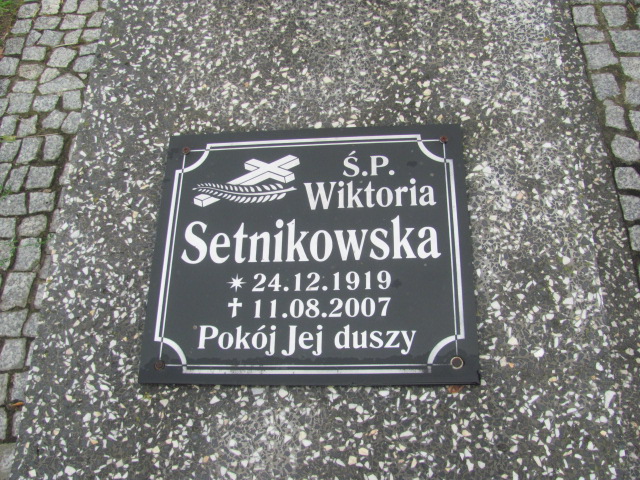 Ś.P.
Wiktoria
Setnikowska
* 24.12.1919
✝ 11.08.2007
Pokój Jej duszy